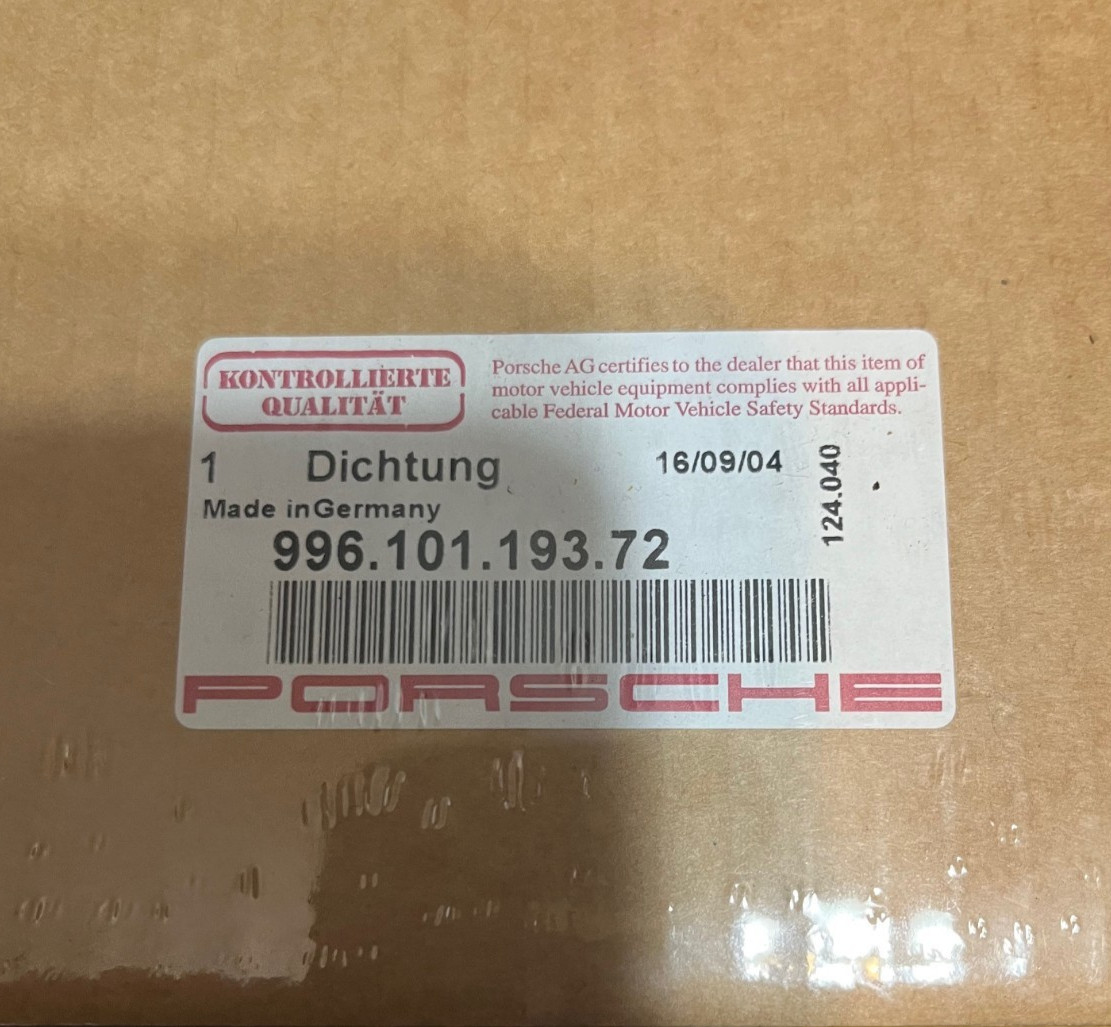 KONTROLLIERTE
QUALITÄT
Porsche AG certifies to the dealer that this item of
motor vehicle equipment complies with all appli-
cable Federal Motor Vehicle Safety Standards.
1 Dichtung 16/09/04
124.040
Made in Germany
996.101.193.72
PORSCHE